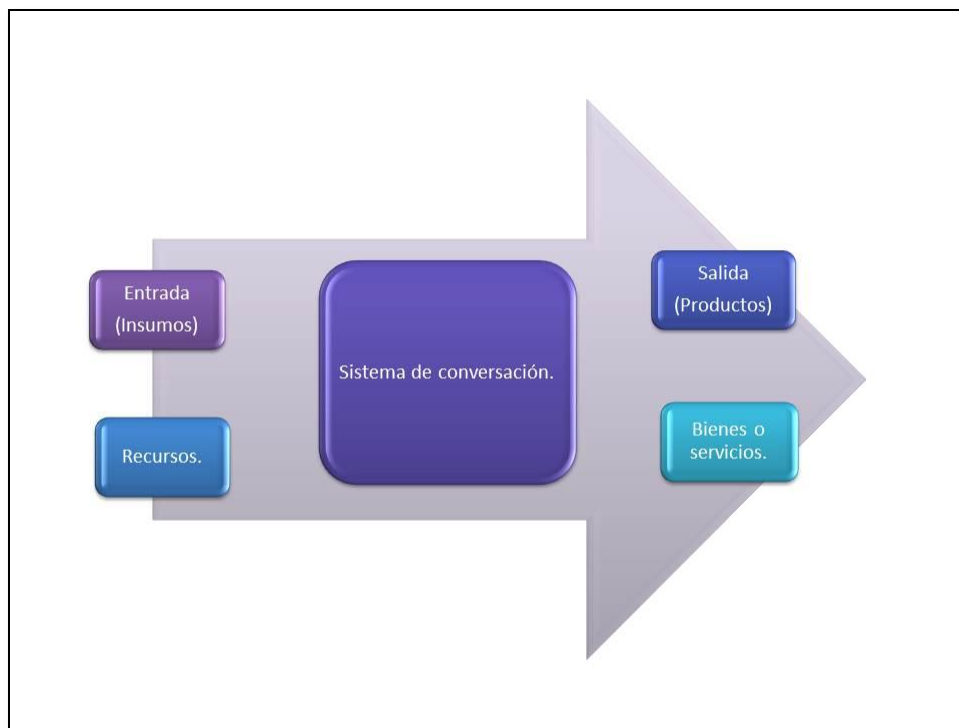 Entrada
(Insumos)
Recursos.
Sistema de conversación.
Salida
(Productos)
Bienes o
servicios.